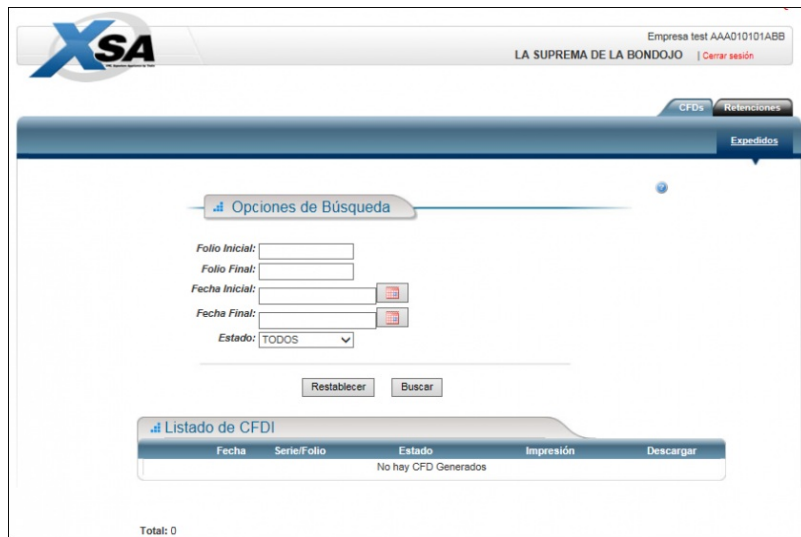 XSA
Empresa test AAA010101ABB
LA SUPREMA DE LA BONDOJO | Cerrar sesión
CFDs Retenciones
Expedidos
Opciones de Búsqueda
Folio Inicial:
Folio Final:
Fecha Inicial:
Fecha Final:
Estado: TODOS
Restablecer Buscar
Listado de CFDI
Fecha Serie/Folio Estado Impresión Descargar
No hay CFD Generados
Total: 0